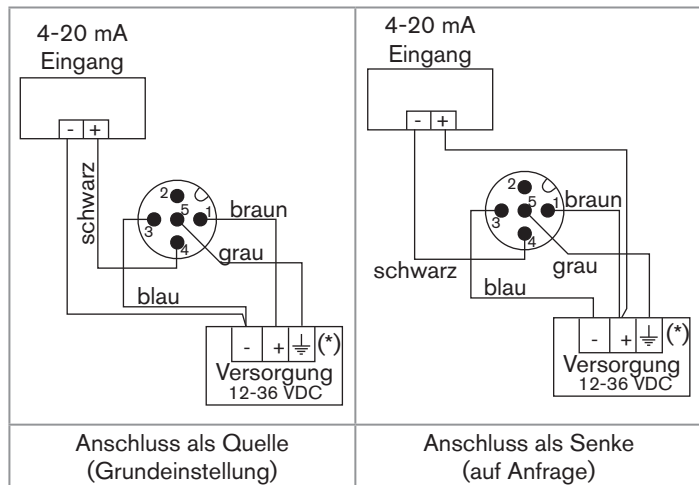 4-20 mA
Eingang
- +
schwarz
2
5
1
3
4
braun
grau
blau
- + (*)
Versorgung
12-36 VDC
Anschluss als Quelle
(Grundeinstellung)
4-20 mA
Eingang
- +
2
5
1
3
4
braun
schwarz
grau
blau
- + (*)
Versorgung
12-36 VDC
Anschluss als Senke
(auf Anfrage)